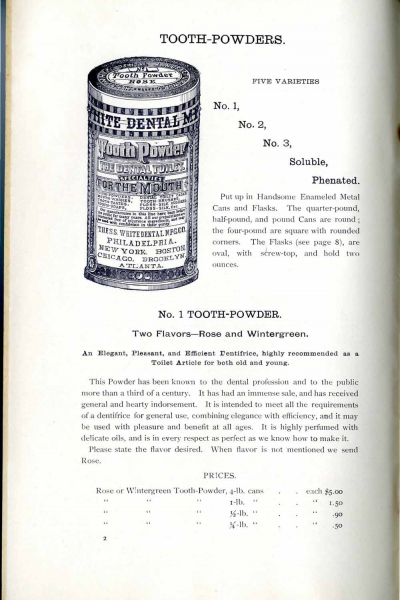 TOOTH-POWDERS.
Tooth Powder
ROSE
WHITE DENTAL M
Tooth Powder
THE DENTAL TOILET
SPECIALTIES
FOR THE MOUTH
THE S.S. WHITE DENTAL MFG. CO.
PHILADELPHIA.
NEW YORK. BOSTON
CHICAGO. BROOKLYN
ATLANTA.
FIVE VARIETIES
No. 1,
No. 2,
No. 3,
Soluble,
Phenated.
Put up in Handsome Enameled Metal
Cans and Flasks. The quarter-pound,
half-pound, and pound Cans are round;
the four-pound are square with rounded
corners. The Flasks (see page 8), are
oval, with screw-top, and hold two
ounces.
No. 1 TOOTH-POWDER.
Two Flavors—Rose and Wintergreen.
An Elegant, Pleasant, and Efficient Dentifrice, highly recommended as a
Toilet Article for both old and young.
This Powder has been known to the dental profession and to the public
more than a third of a century. It has had an immense sale, and has received
general and hearty indorsement. It is intended to meet all the requirements
of a dentifrice for general use, combining elegance with efficiency, and it may
be used with pleasure and benefit at all ages. It is highly perfumed with
delicate oils, and is in every respect as perfect as we know how to make it.
Please state the flavor desired. When flavor is not mentioned we send
Rose.
PRICES.
Rose or Wintergreen Tooth-Powder, 4-lb. cans . . each $5.00
" " " 1-lb. " . . " 1.50
" " " ½-lb. " . . " .90
" " " ¼-lb. " . . " .50
2